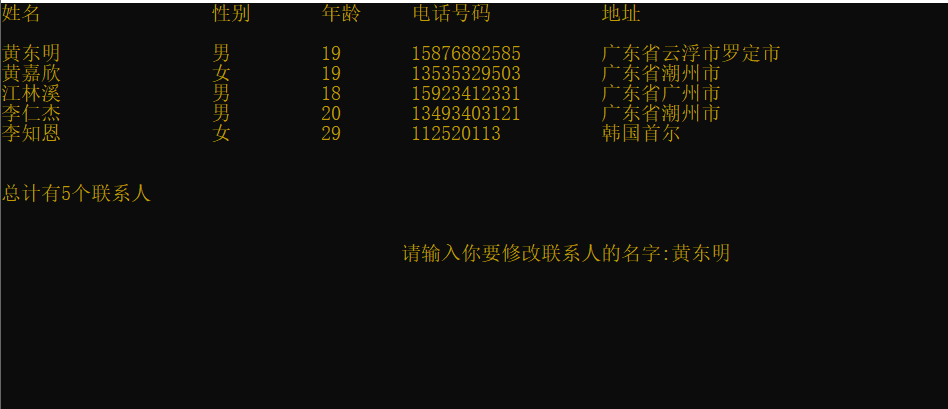 姓名 性别 年龄 电话号码 地址
黄东明 男 19 15876882585 广东省云浮市罗定市
黄嘉欣 女 19 13535329503 广东省潮州市
江林溪 男 18 15923412331 广东省广州市
李仁杰 男 20 13493403121 广东省潮州市
李知恩 女 29 112520113 韩国首尔
总计有5个联系人
请输入你要修改联系人的名字:黄东明